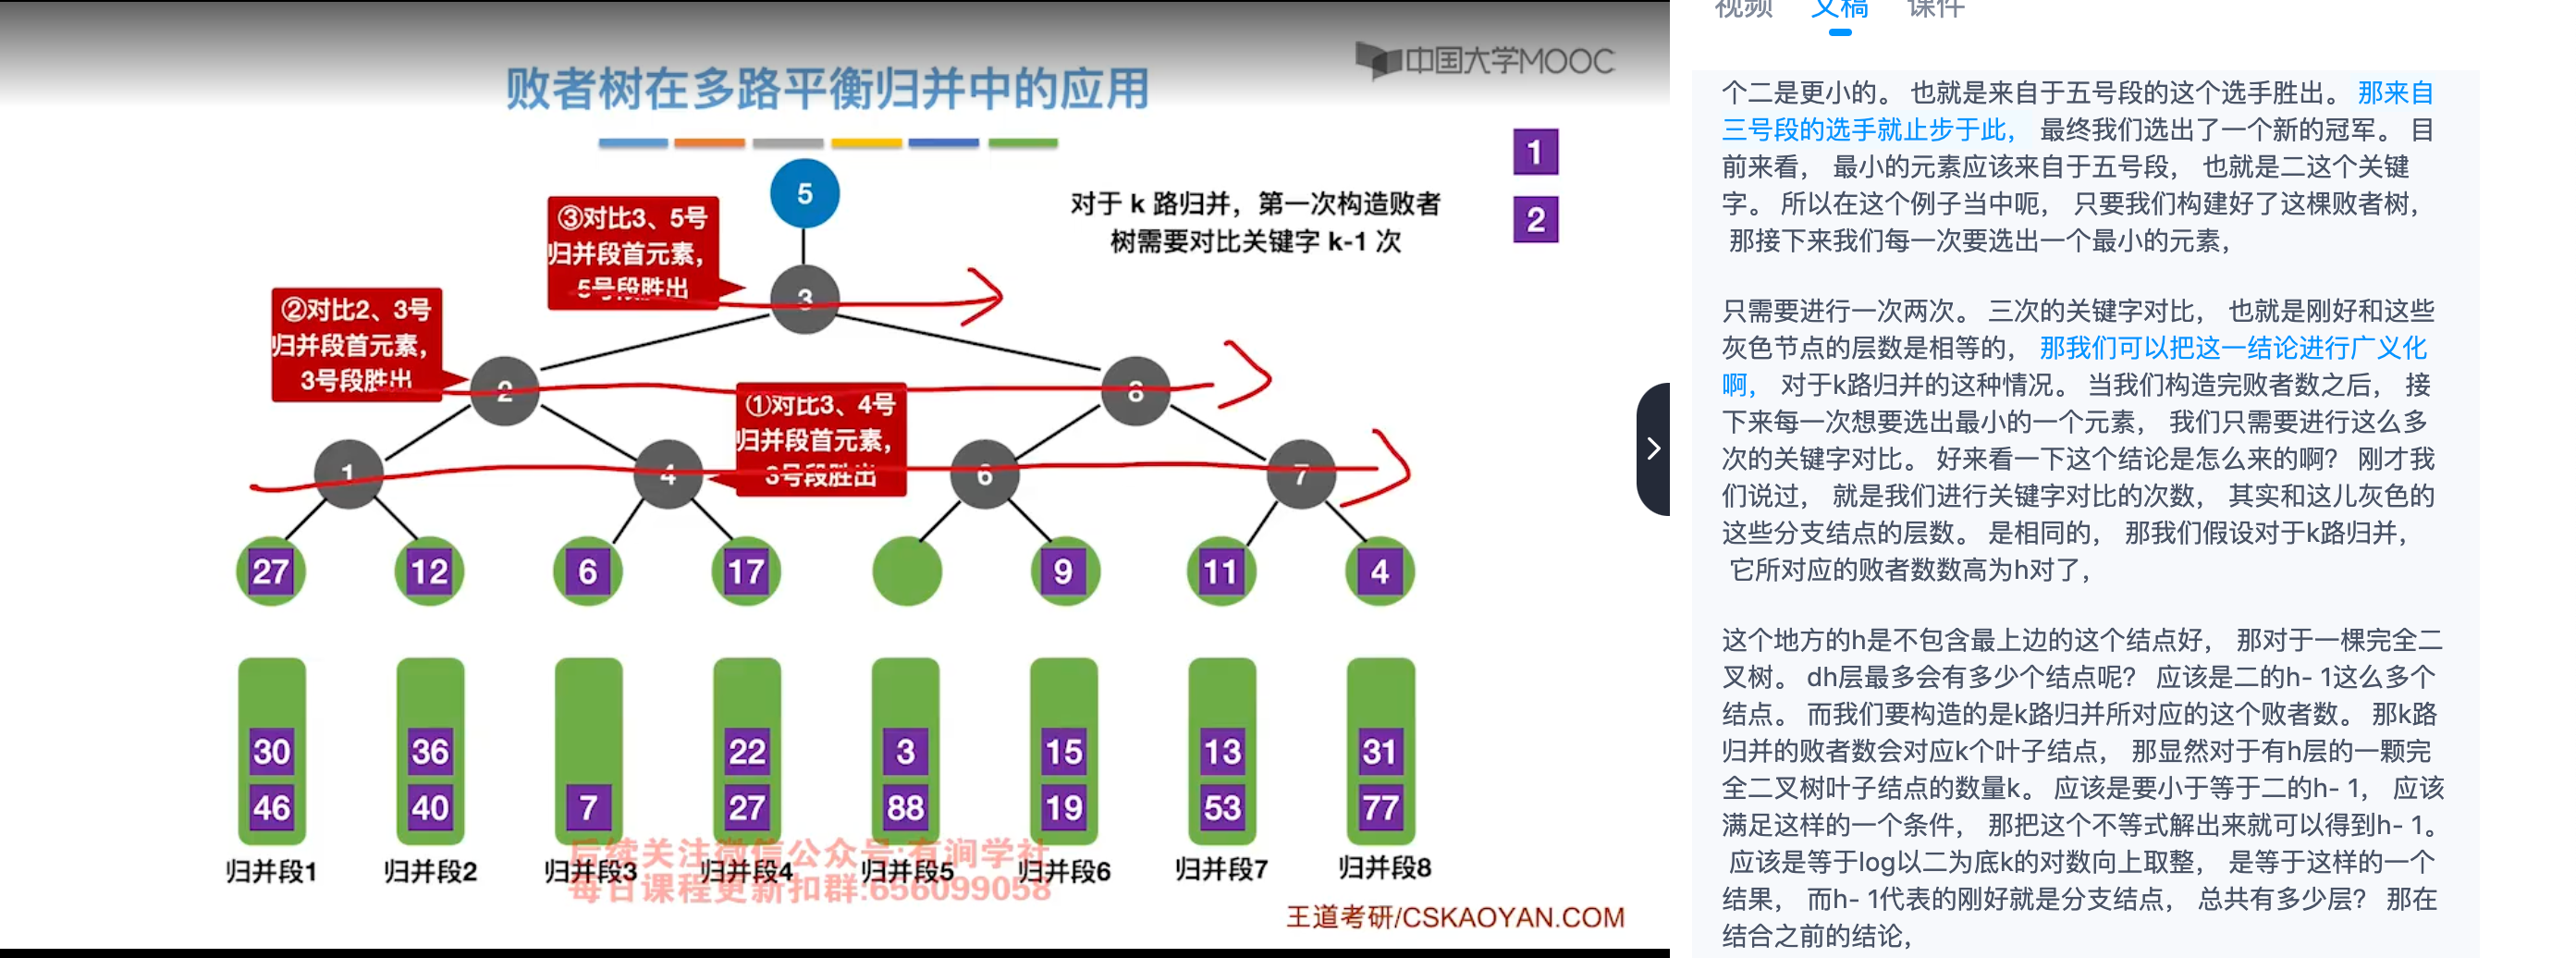 中国大学MOOC
败者树在多路平衡归并中的应用
1
2
对于 k 路归并，第一次构造败者
树需要对比关键字 k-1 次
5
③对比3、5号
归并段首元素，
5号段胜出
3
②对比2、3号
归并段首元素，
3号段胜出
2
8
①对比3、4号
归并段首元素，
3号段胜出
1
4
6
7
27 12 6 17 9 11 4
30 36 22 3 15 13 31
46 40 7 27 88 19 53 77
归并段1 归并段2 归并段3 归并段4 归并段5 归并段6 归并段7 归并段8
后续关注微信公众号:有涧学社
每日课程更新扣群:656099058
王道考研/CSKAOYAN.COM
视频 文稿 课件
个二是更小的。 也就是来自于五号段的这个选手胜出。 那来自
三号段的选手就止步于此， 最终我们选出了一个新的冠军。 目
前来看， 最小的元素应该来自于五号段， 也就是二这个关键
字。 所以在这个例子当中呃， 只要我们构建好了这棵败者树，
那接下来我们每一次要选出一个最小的元素，
只需要进行一次两次。 三次的关键字对比， 也就是刚好和这些
灰色节点的层数是相等的， 那我们可以把这一结论进行广义化
啊， 对于k路归并的这种情况。 当我们构造完败者数之后， 接
下来每一次想要选出最小的一个元素， 我们只需要进行这么多
次的关键字对比。 好来看一下这个结论是怎么来的啊? 刚才我
们说过， 就是我们进行关键字对比的次数， 其实和这儿灰色的
这些分支结点的层数。 是相同的， 那我们假设对于k路归并，
它所对应的败者数数高为h对了，
这个地方的h是不包含最上边的这个结点好， 那对于一棵完全二
叉树。 dh层最多会有多少个结点呢? 应该是二的h- 1这么多个
结点。 而我们要构造的是k路归并所对应的这个败者数。 那k路
归并的败者数会对应k个叶子结点， 那显然对于有h层的一颗完
全二叉树叶子结点的数量k。 应该是要小于等于二的h- 1， 应该
满足这样的一个条件， 那把这个不等式解出来就可以得到h- 1。
应该是等于log以二为底k的对数向上取整， 是等于这样的一个
结果， 而h- 1代表的刚好就是分支结点， 总共有多少层? 那在
结合之前的结论，